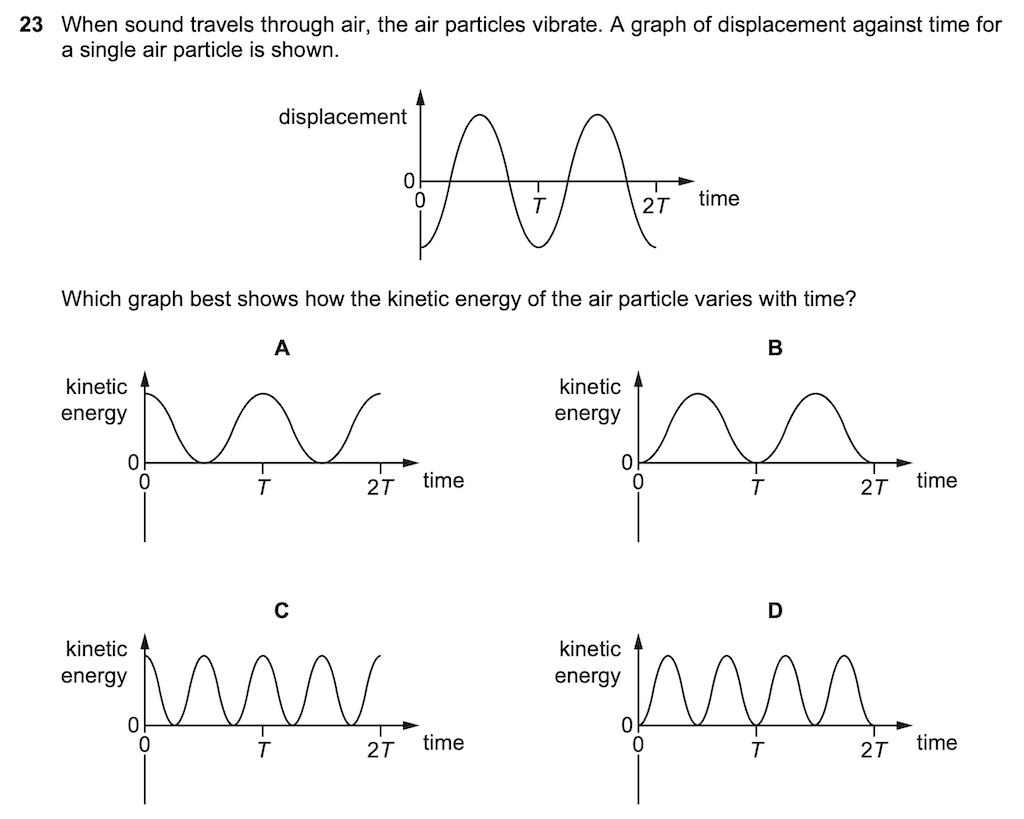 23 When sound travels through air, the air particles vibrate. A graph of displacement against time for
a single air particle is shown.
displacement
0
0
T
2T
time
Which graph best shows how the kinetic energy of the air particle varies with time?
A
kinetic
energy
0
0
T
2T
time
B
kinetic
energy
0
0
T
2T
time
C
kinetic
energy
0
0
T
2T
time
D
kinetic
energy
0
0
T
2T
time